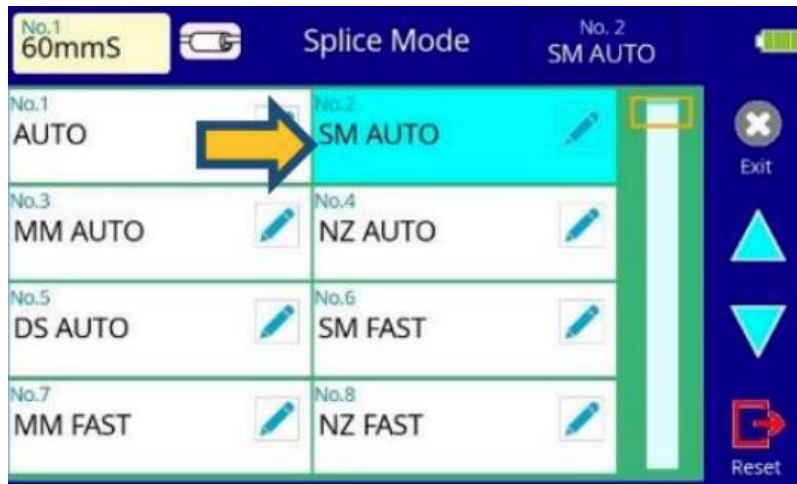 No.1
60mmS
Splice Mode
No. 2
SM AUTO
No.1
AUTO
No.2
SM AUTO
Exit
No.3
MM AUTO
No.4
NZ AUTO
No.5
DS AUTO
No.6
SM FAST
No.7
MM FAST
No.8
NZ FAST
Reset